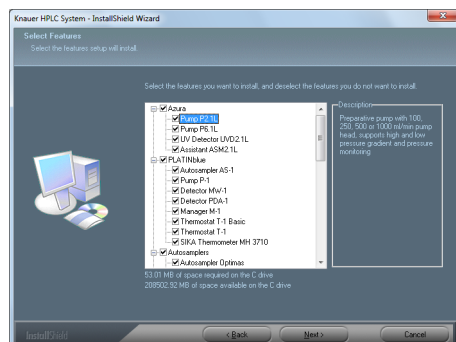 Knauer HPLC System - InstallShield Wizard
Select Features
Select the features setup will install.
Select the features you want to install, and deselect the features you do not want to install.
Azura
Pump P2.1L
Pump P6.1L
UV Detector UVD2.1L
Assistant ASM2.1L
PLATINblue
Autosampler AS-1
Pump P-1
Detector MW-1
Detector PDA-1
Manager M-1
Thermostat T-1 Basic
Thermostat T-1
SIKA Thermometer MH 3710
Autosamplers
Autosampler Optimas
Description
Preparative pump with 100,
250, 500 or 1000 ml/min pump
head, supports high and low
pressure gradient and pressure
monitoring
53.01 MB of space required on the C drive
208502.92 MB of space available on the C drive
InstallShield
< Back
Next >
Cancel